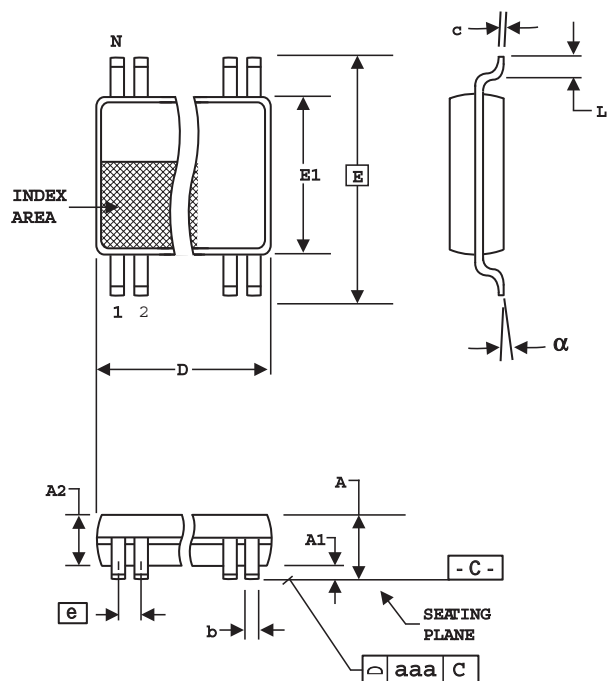 N
c
L
E1
E
INDEX
AREA
1 2
α
D
A2
A
A1
- C -
e
b
SEATING
PLANE
⌓ aaa C